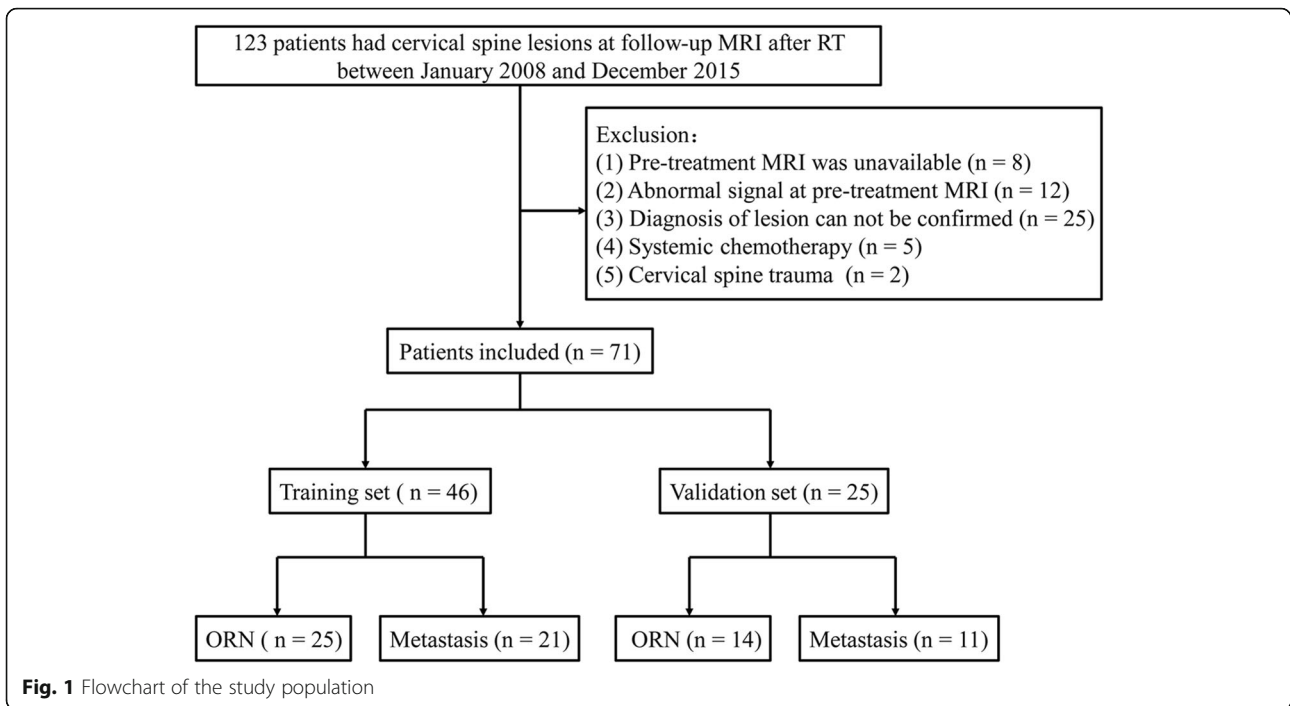 123 patients had cervical spine lesions at follow-up MRI after RT
between January 2008 and December 2015
Exclusion：
(1) Pre-treatment MRI was unavailable (n = 8)
(2) Abnormal signal at pre-treatment MRI (n = 12)
(3) Diagnosis of lesion can not be confirmed (n = 25)
(4) Systemic chemotherapy (n = 5)
(5) Cervical spine trauma (n = 2)
Patients included (n = 71)
Training set ( n = 46)
Validation set (n = 25)
ORN ( n = 25)
Metastasis (n = 21)
ORN (n = 14)
Metastasis (n = 11)
Fig. 1 Flowchart of the study population